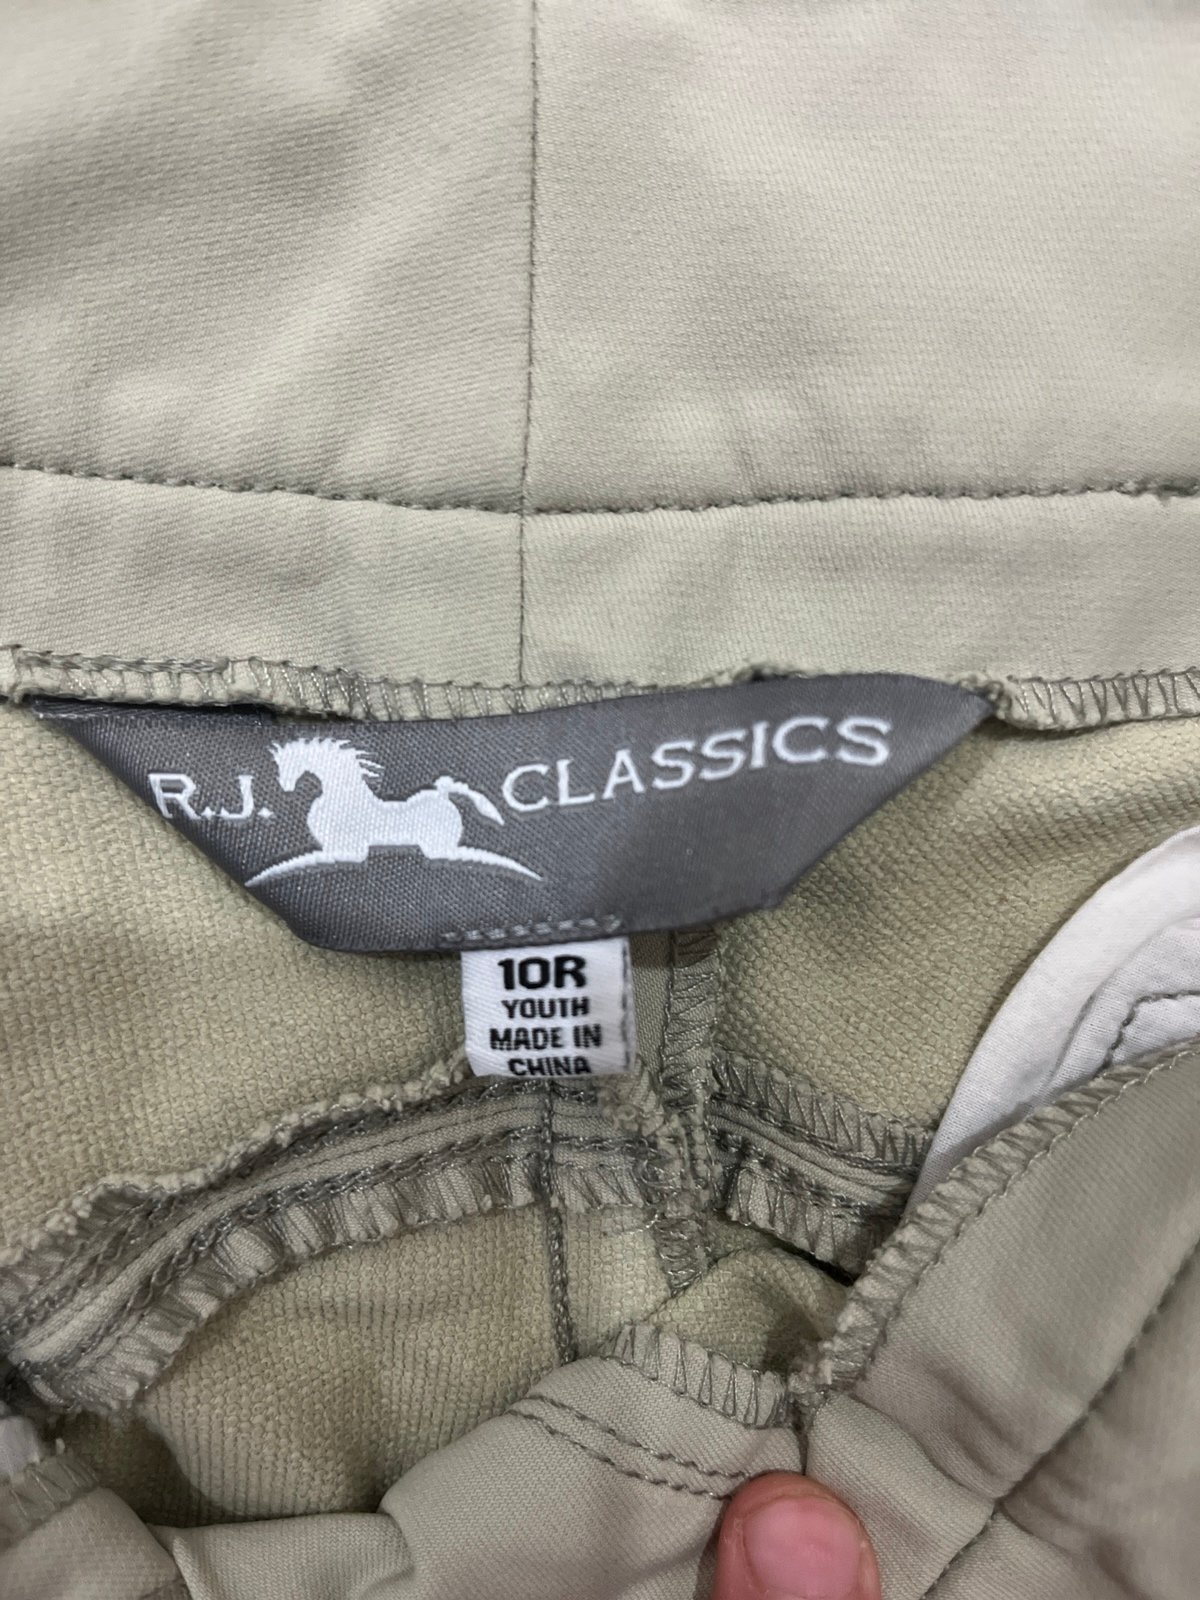 R.J. CLASSICS
10R
YOUTH
MADE IN
CHINA